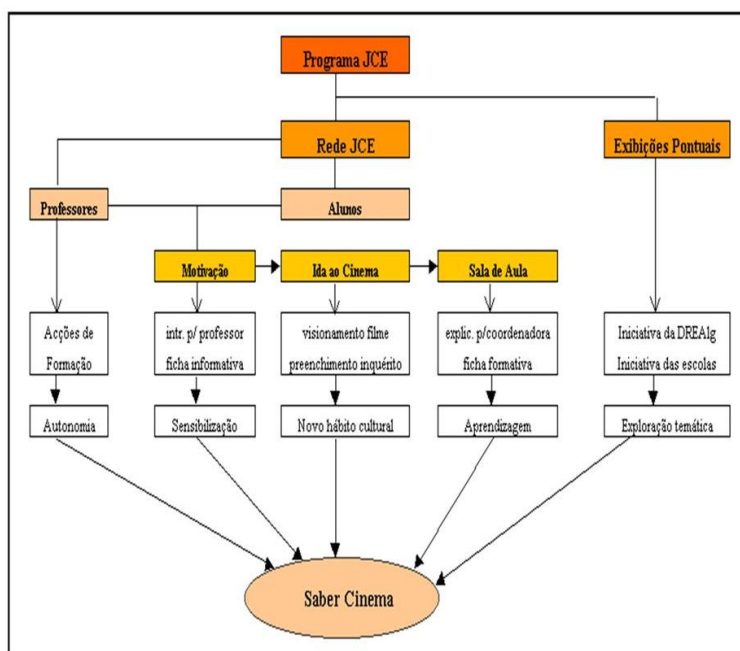 Programa JCE
Rede JCE
Exibições Pontuais
Professores
Alunos
Motivação
Ida ao Cinema
Sala de Aula
Acções de
Formação
intr. p/ professor
ficha informativa
visionamento filme
preenchimento inquérito
explic. p/coordenadora
ficha formativa
Iniciativa da DREAlg
Iniciativa das escolas
Autonomia
Sensibilização
Novo hábito cultural
Aprendizagem
Exploração temática
Saber Cinema